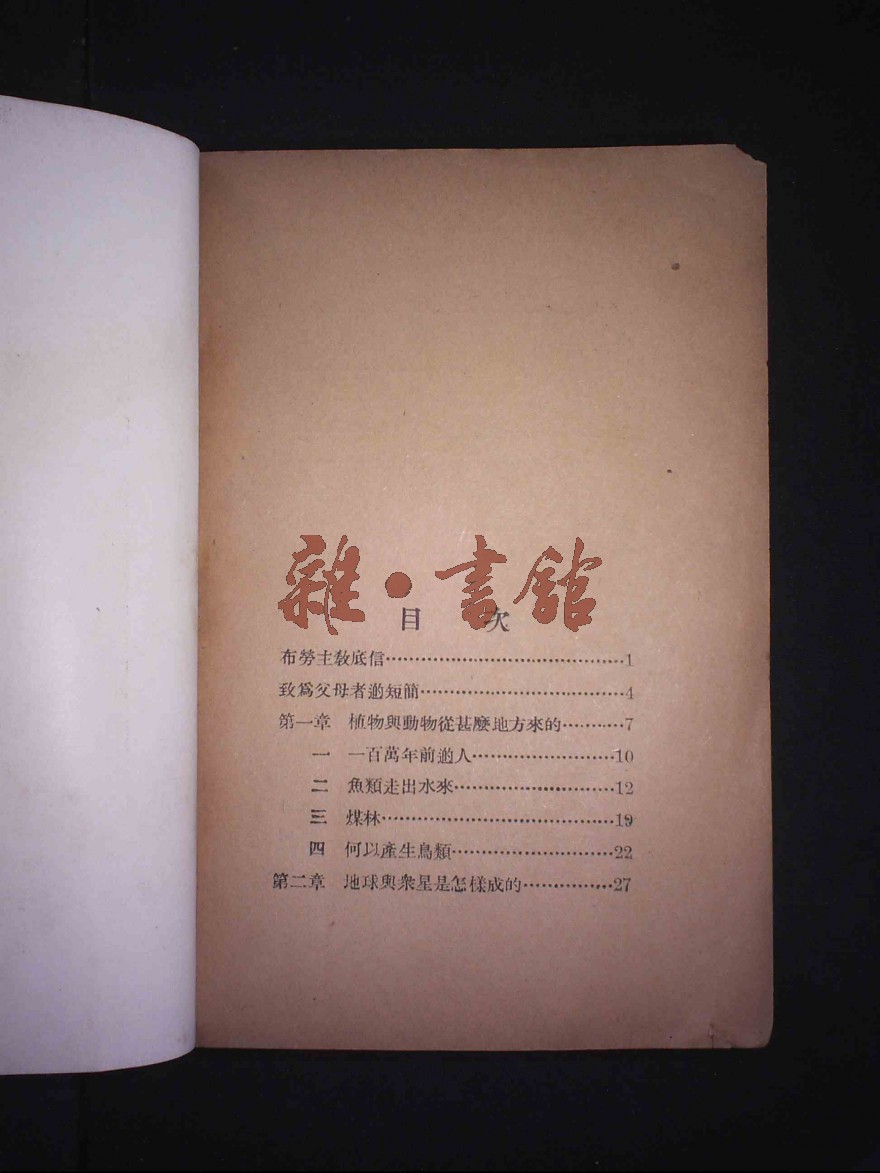 雜·書館
目 次
布勞主敎底信……………………………………1
致爲父母者的短簡………………………………4
第一章 植物與動物從甚麼地方來的…………7
一 一百萬年前的人……………………10
二 魚類走出水來………………………12
三 煤林…………………………………19
四 何以產生鳥類………………………22
第二章 地球與衆星是怎樣成的……………27